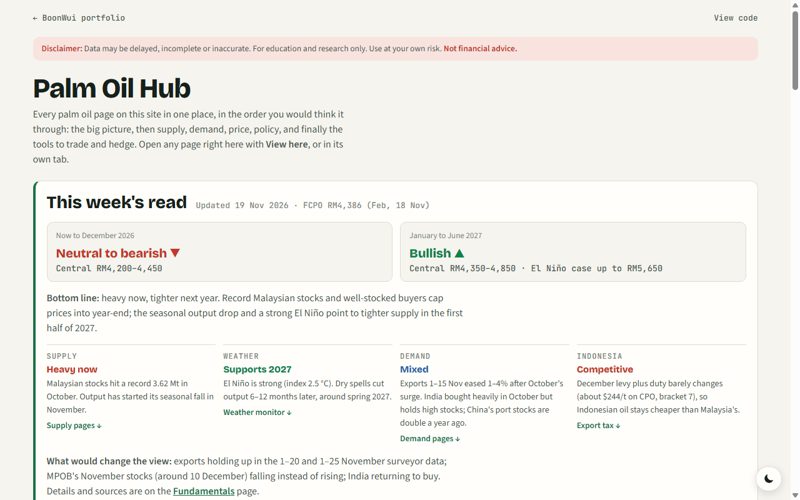 ← BoonWui portfolio
View code
Disclaimer: Data may be delayed, incomplete or inaccurate. For education and research only. Use at your own risk. Not financial advice.
Palm Oil Hub
Every palm oil page on this site in one place, in the order you would think it
through: the big picture, then supply, demand, price, policy, and finally the
tools to trade and hedge. Open any page right here with View here, or in its
own tab.
This week's read
Updated 19 Nov 2026 · FCPO RM4,386 (Feb, 18 Nov)
Now to December 2026
Neutral to bearish ▼
Central RM4,200–4,450
January to June 2027
Bullish ▲
Central RM4,350–4,850 · El Niño case up to RM5,650
Bottom line: heavy now, tighter next year. Record Malaysian stocks and well-stocked buyers cap
prices into year-end; the seasonal output drop and a strong El Niño point to tighter supply in the first
half of 2027.
SUPPLY
Heavy now
Malaysian stocks hit a record 3.62 Mt in
October. Output has started its seasonal fall in
November.
Supply pages ↓
WEATHER
Supports 2027
El Niño is strong (index 2.5 °C). Dry spells cut
output 6–12 months later, around spring 2027.
Weather monitor ↓
DEMAND
Mixed
Exports 1–15 Nov eased 1–4% after October's
surge. India bought heavily in October but
holds high stocks; China's port stocks are
double a year ago.
Demand pages ↓
INDONESIA
Competitive
December levy plus duty barely changes
(about $244/t on CPO, bracket 7), so
Indonesian oil stays cheaper than Malaysia's.
Export tax ↓
What would change the view: exports holding up in the 1–20 and 1–25 November surveyor data;
MPOB's November stocks (around 10 December) falling instead of rising; India returning to buy.
Details and sources are on the Fundamentals page.